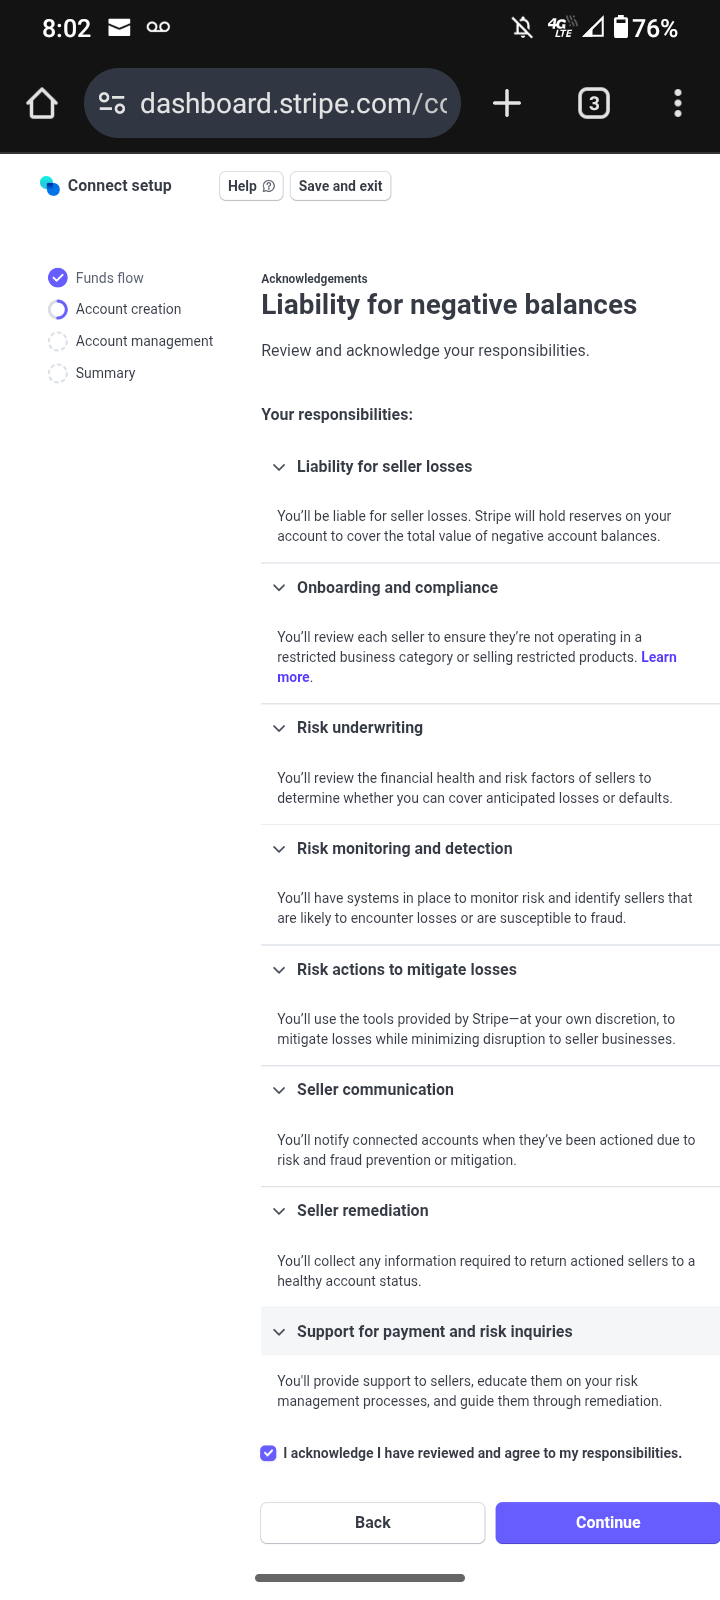 8:02
4G
LTE
76%
dashboard.stripe.com/cc
3
Connect setup
Help
Save and exit
Funds flow
Account creation
Account management
Summary
Acknowledgements
Liability for negative balances
Review and acknowledge your responsibilities.
Your responsibilities:
Liability for seller losses
You’ll be liable for seller losses. Stripe will hold reserves on your
account to cover the total value of negative account balances.
Onboarding and compliance
You’ll review each seller to ensure they’re not operating in a
restricted business category or selling restricted products. Learn
more.
Risk underwriting
You’ll review the financial health and risk factors of sellers to
determine whether you can cover anticipated losses or defaults.
Risk monitoring and detection
You’ll have systems in place to monitor risk and identify sellers that
are likely to encounter losses or are susceptible to fraud.
Risk actions to mitigate losses
You’ll use the tools provided by Stripe—at your own discretion, to
mitigate losses while minimizing disruption to seller businesses.
Seller communication
You’ll notify connected accounts when they’ve been actioned due to
risk and fraud prevention or mitigation.
Seller remediation
You’ll collect any information required to return actioned sellers to a
healthy account status.
Support for payment and risk inquiries
You'll provide support to sellers, educate them on your risk
management processes, and guide them through remediation.
I acknowledge I have reviewed and agree to my responsibilities.
Back
Continue